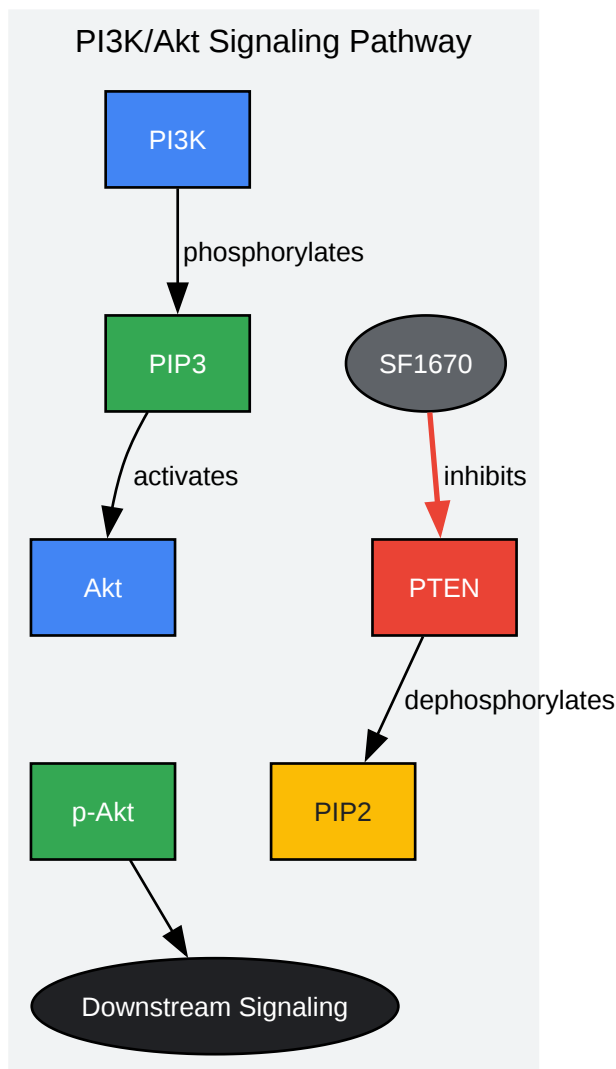 PI3K/Akt Signaling Pathway
PI3K
phosphorylates
PIP3
SF1670
activates
inhibits
Akt
PTEN
dephosphorylates
p-Akt
PIP2
Downstream Signaling